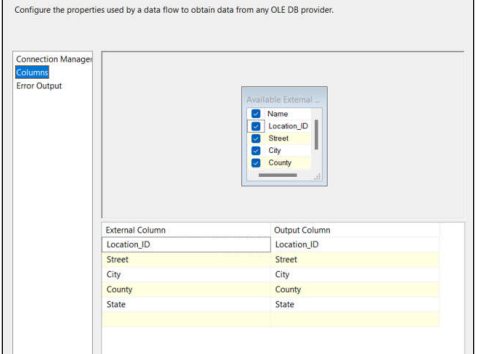 Configure the properties used by a data flow to obtain data from any OLE DB provider.
Connection Manager
Columns
Error Output
Available External ...
Name
Location_ID
Street
City
County
External Column Output Column
Location_ID Location_ID
Street Street
City City
County County
State State